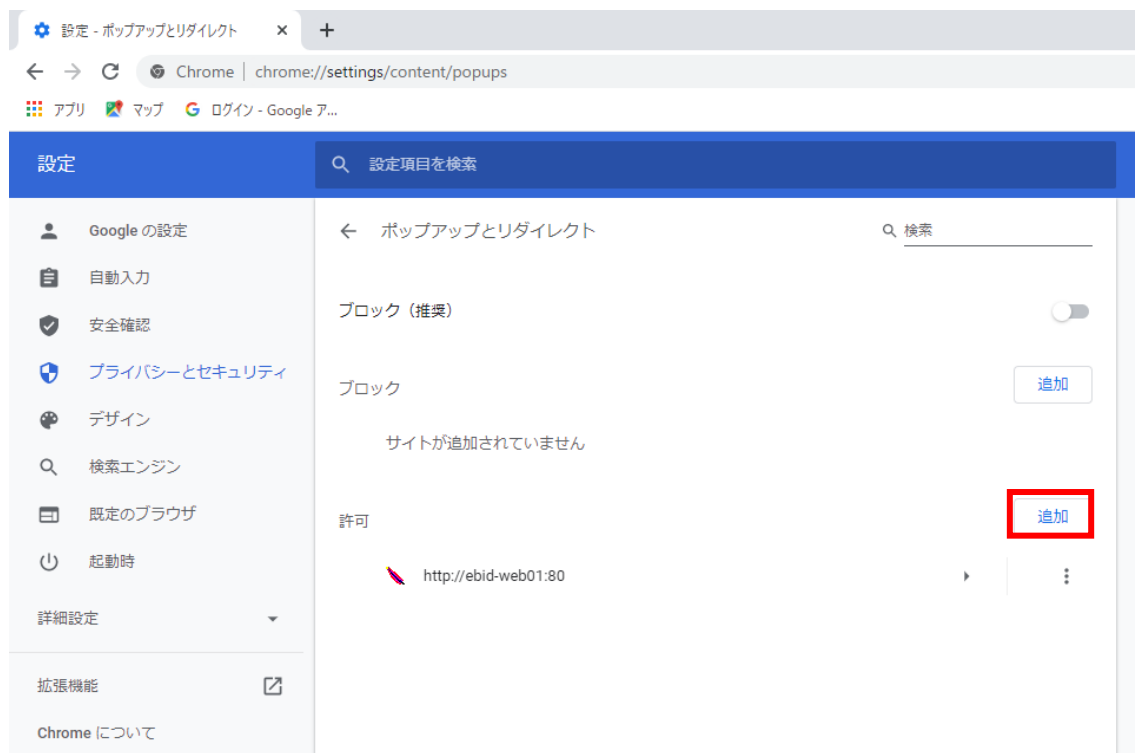 設定 - ポップアップとリダイレクト
Chrome | chrome://settings/content/popups
アプリ マップ ログイン - Google ア...
設定
設定項目を検索
Google の設定
自動入力
安全確認
プライバシーとセキュリティ
デザイン
検索エンジン
既定のブラウザ
起動時
詳細設定
拡張機能
Chrome について
ポップアップとリダイレクト
検索
ブロック（推奨）
ブロック
追加
サイトが追加されていません
許可
追加
http://ebid-web01:80